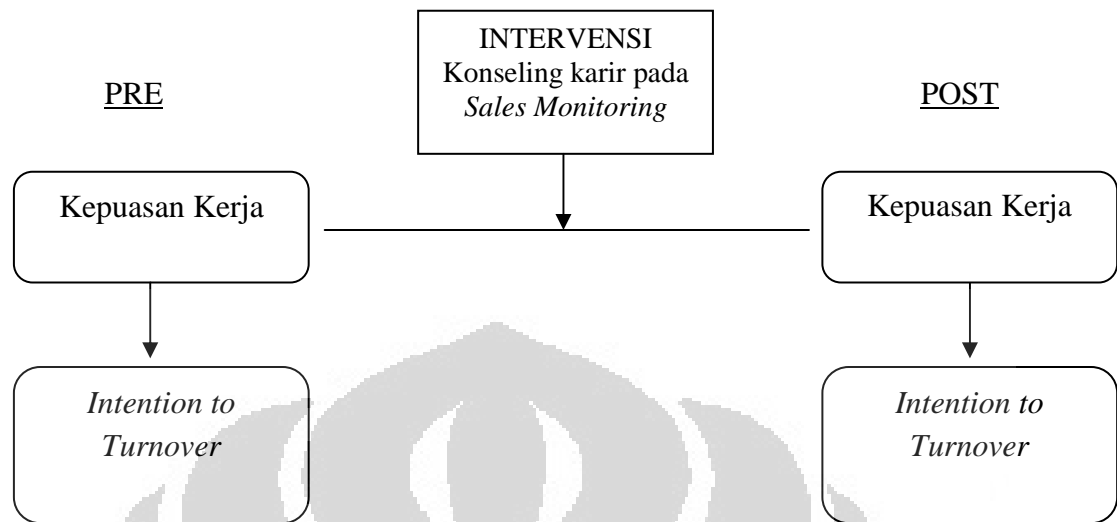 INTERVENSI
Konseling karir pada
Sales Monitoring
PRE
POST
Kepuasan Kerja
Kepuasan Kerja
Intention to
Turnover
Intention to
Turnover